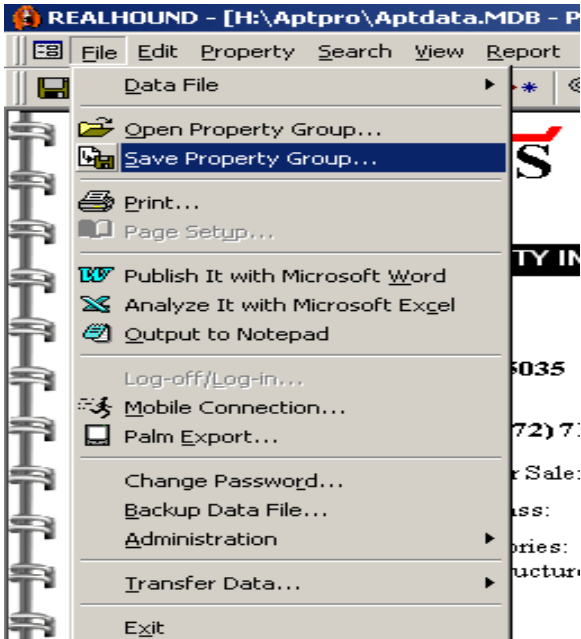 REALHOUND - [H:\Aptpro\Aptdata.MDB - P
File Edit Property Search View Report
Data File
Open Property Group...
Save Property Group...
S
Print...
Page Setup...
TY IN
Publish It with Microsoft Word
Analyze It with Microsoft Excel
Output to Notepad
5035
Log-off/Log-in...
Mobile Connection...
72) 7
Palm Export...
r Sale:
Change Password...
Backup Data File...
ass:
Administration
ories:
Transfer Data...
ucture
Exit